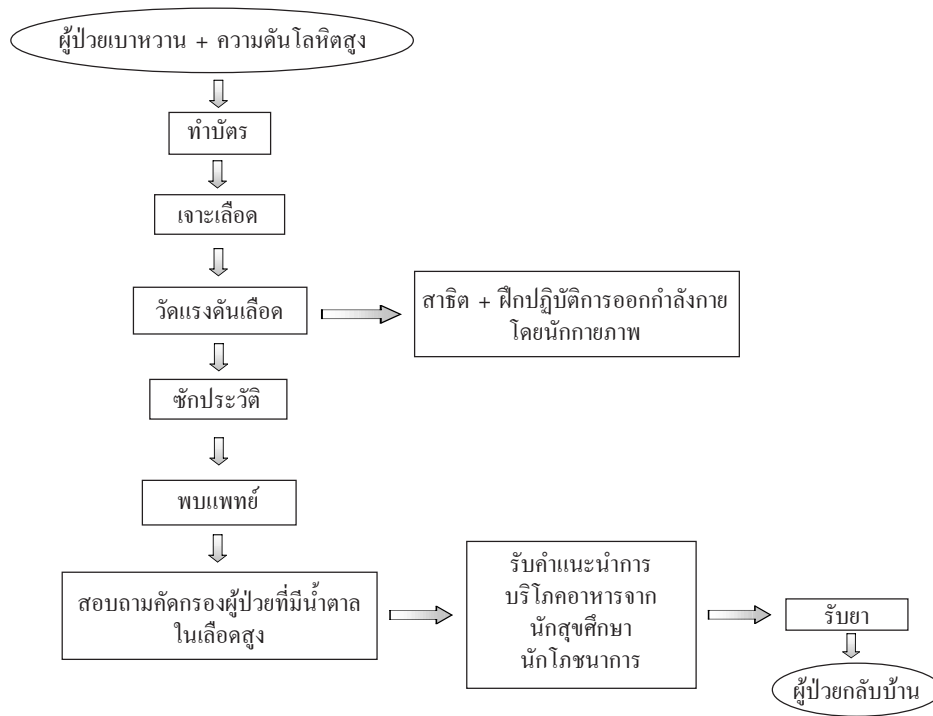 ผู้ป่วยเบาหวาน + ความดันโลหิตสูง
ทำบัตร
เจาะเลือด
วัดแรงดันเลือด
สาธิต + ฝึกปฏิบัติการออกกำลังกาย
โดยนักกายภาพ
ซักประวัติ
พบแพทย์
สอบถามคัดกรองผู้ป่วยที่มีน้ำตาล
ในเลือดสูง
รับคำแนะนำการ
บริโภคอาหารจาก
นักสุขศึกษา
นักโภชนาการ
รับยา
ผู้ป่วยกลับบ้าน